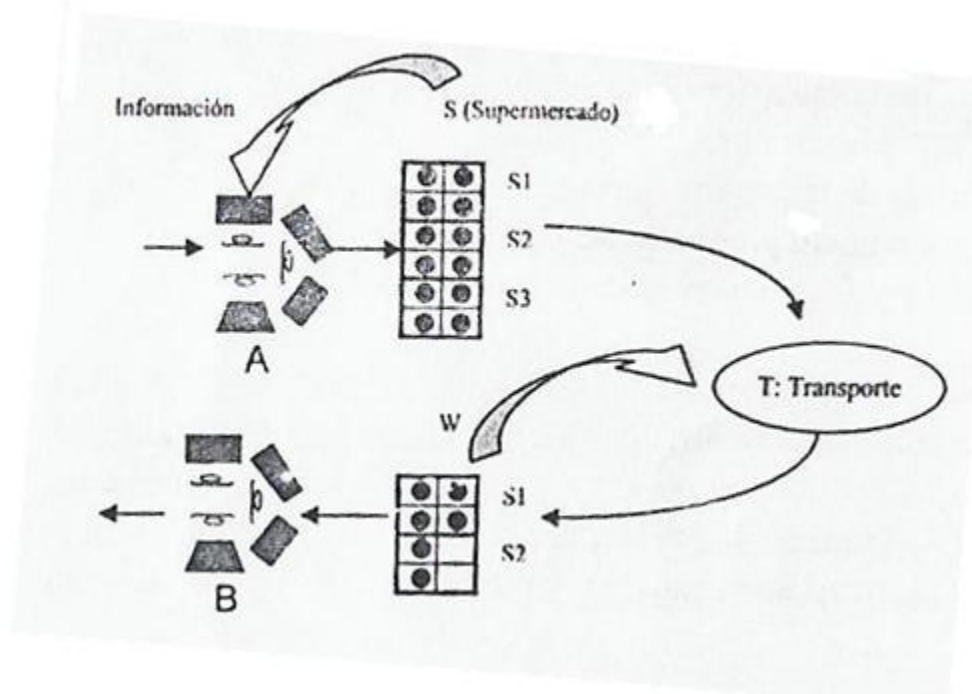 Información
S (Supermercado)
S1
S2
S3
A
T: Transporte
W
S1
S2
B